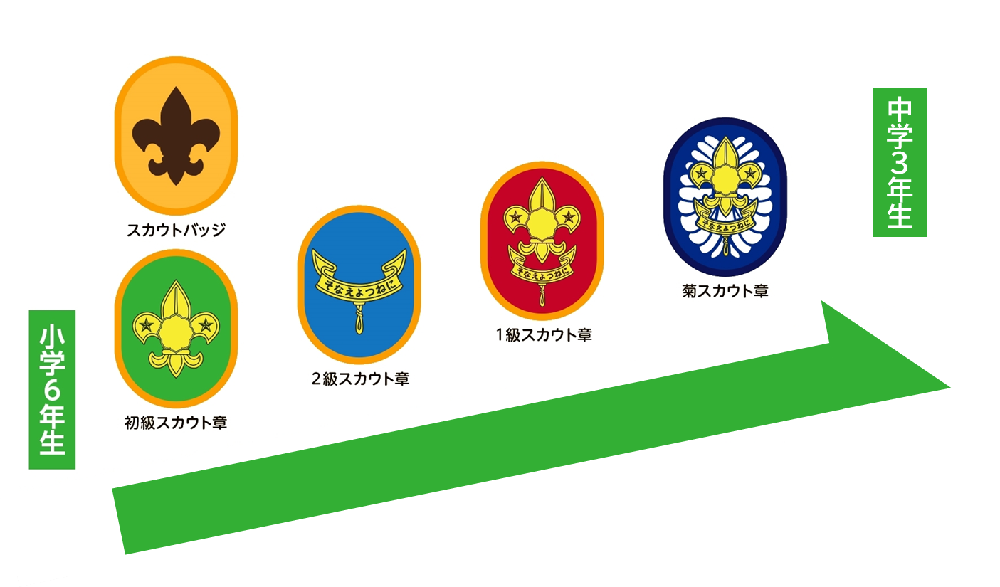 スカウトバッジ
小学6年生
初級スカウト章
そなえよつねに
2級スカウト章
そなえよつねに
1級スカウト章
そなえよつねに
菊スカウト章
中学3年生